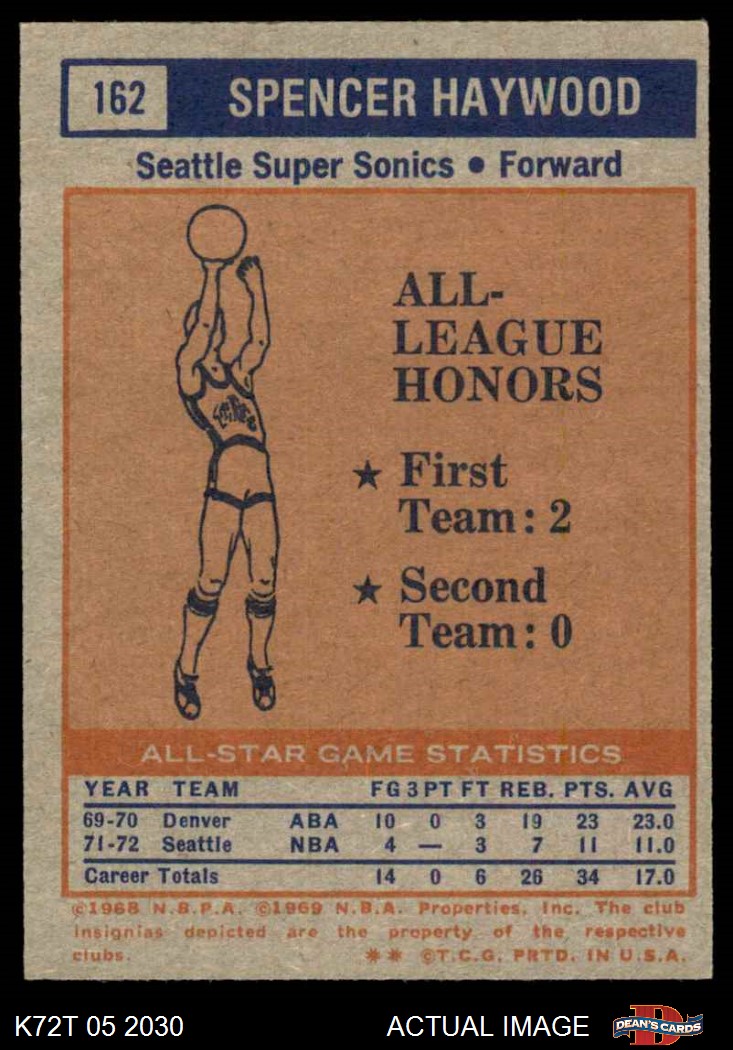 162 SPENCER HAYWOOD
Seattle Super Sonics • Forward
ALL-
LEAGUE
HONORS
★ First
Team: 2
★ Second
Team: 0
ALL-STAR GAME STATISTICS
YEAR TEAM FG 3PT FT REB. PTS. AVG
69-70 Denver ABA 10 0 3 19 23 23.0
71-72 Seattle NBA 4 — 3 7 11 11.0
Career Totals 14 0 6 26 34 17.0
©1968 N.B.P.A. ©1969 N.B.A. Properties, Inc. The club
insignias depicted are the property of the respective
clubs. ** ©T.C.G. PRTD. IN U.S.A.
K72T 05 2030 ACTUAL IMAGE DEAN'S CARDS